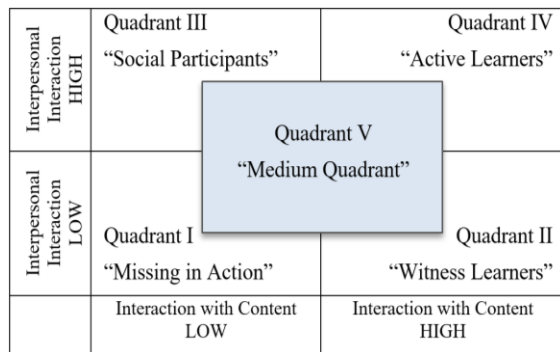 Interpersonal
Interaction
HIGH
Quadrant III
“Social Participants”
Quadrant IV
“Active Learners”
Quadrant V
“Medium Quadrant”
Interpersonal
Interaction
LOW
Quadrant I
“Missing in Action”
Quadrant II
“Witness Learners”
Interaction with Content
LOW
Interaction with Content
HIGH